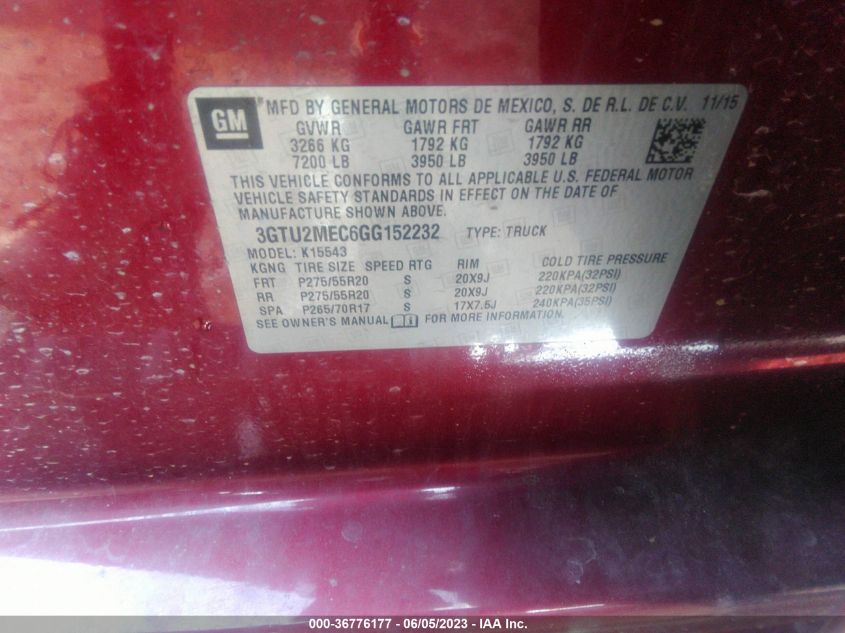 GM
MFD BY GENERAL MOTORS DE MEXICO, S. DE R.L. DE C.V. 11/15
GVWR GAWR FRT GAWR RR
3266 KG 1792 KG 1792 KG
7200 LB 3950 LB 3950 LB
THIS VEHICLE CONFORMS TO ALL APPLICABLE U.S. FEDERAL MOTOR
VEHICLE SAFETY STANDARDS IN EFFECT ON THE DATE OF
MANUFACTURE SHOWN ABOVE.
3GTU2MEC6GG152232 TYPE: TRUCK
MODEL: K15543
KGNG TIRE SIZE SPEED RTG RIM COLD TIRE PRESSURE
FRT P275/55R20 S 20X9J 220KPA(32PSI)
RR P275/55R20 S 20X9J 220KPA(32PSI)
SPA P265/70R17 S 17X7.5J 240KPA(35PSI)
SEE OWNER'S MANUAL FOR MORE INFORMATION.
000-36776177 - 06/05/2023 - IAA Inc.